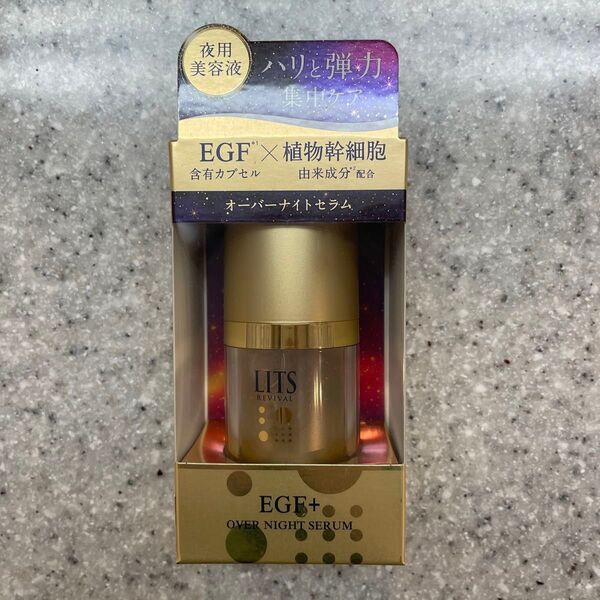 夜用
美容液
ハリと弾力
集中ケア
EGF*¹ × 植物幹細胞
含有カプセル 由来成分*²配合
オーバーナイトセラム
LITS
REVIVAL
EGF+
OVER NIGHT SERUM